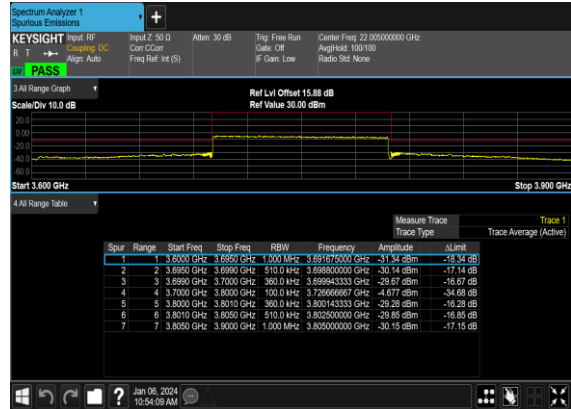 Spectrum Analyzer 1
Spurious Emissions
KEYSIGHT Input: RF Input Z: 50 Ω Atten: 30 dB Trig: Free Run Center Freq: 22.005000000 GHz
R T Coupling: DC Corr CCorr Gate: Off Avg|Hold: 100/100
Align: Auto Freq Ref: Int (S) IF Gain: Low Radio Std: None
PASS
3 All Range Graph
Scale/Div 10.0 dB Ref Lvl Offset 15.88 dB
Ref Value 30.00 dBm
20.0
0.00
-20.0
-40.0
-60.0
Start 3.600 GHz Stop 3.900 GHz
4 All Range Table
Measure Trace Trace 1
Trace Type Trace Average (Active)
Spur Range Start Freq Stop Freq RBW Frequency Amplitude ΔLimit
1 1 3.6000 GHz 3.6950 GHz 1.000 MHz 3.691675000 GHz -31.34 dBm -18.34 dB
2 2 3.6950 GHz 3.6990 GHz 510.0 kHz 3.698800000 GHz -30.14 dBm -17.14 dB
3 3 3.6990 GHz 3.7000 GHz 360.0 kHz 3.699943333 GHz -29.67 dBm -16.67 dB
4 4 3.7000 GHz 3.8000 GHz 100.0 kHz 3.726666667 GHz -4.677 dBm -34.68 dB
5 5 3.8000 GHz 3.8010 GHz 360.0 kHz 3.800143333 GHz -29.28 dBm -16.28 dB
6 6 3.8010 GHz 3.8050 GHz 510.0 kHz 3.802500000 GHz -29.85 dBm -16.85 dB
7 7 3.8050 GHz 3.9000 GHz 1.000 MHz 3.805000000 GHz -30.15 dBm -17.15 dB
Jan 06, 2024
10:54:09 AM